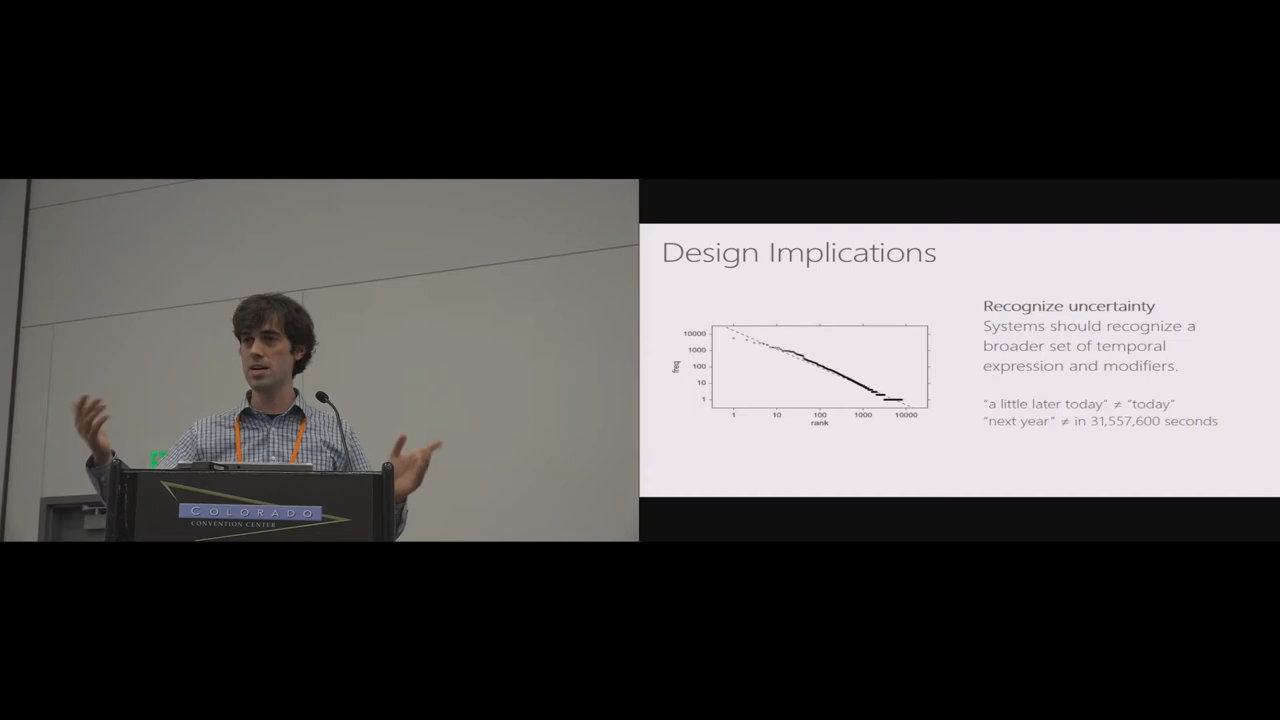 COLORADO
CONVENTION CENTER
Design Implications
Recognize uncertainty
Systems should recognize a
broader set of temporal
expression and modifiers.
"a little later today" ≠ "today"
"next year" ≠ in 31,557,600 seconds
freq
10000
1000
100
10
1
1 10 100 1000 10000
rank